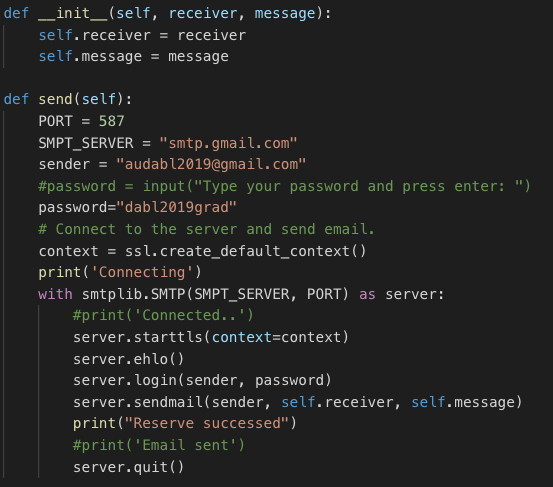 def __init__(self, receiver, message):
    self.receiver = receiver
    self.message = message

def send(self):
    PORT = 587
    SMPT_SERVER = "smtp.gmail.com"
    sender = "audabl2019@gmail.com"
    #password = input("Type your password and press enter: ")
    password="dabl2019grad"
    # Connect to the server and send email.
    context = ssl.create_default_context()
    print('Connecting')
    with smtplib.SMTP(SMPT_SERVER, PORT) as server:
        #print('Connected..')
        server.starttls(context=context)
        server.ehlo()
        server.login(sender, password)
        server.sendmail(sender, self.receiver, self.message)
        print("Reserve successed")
        #print('Email sent')
        server.quit()